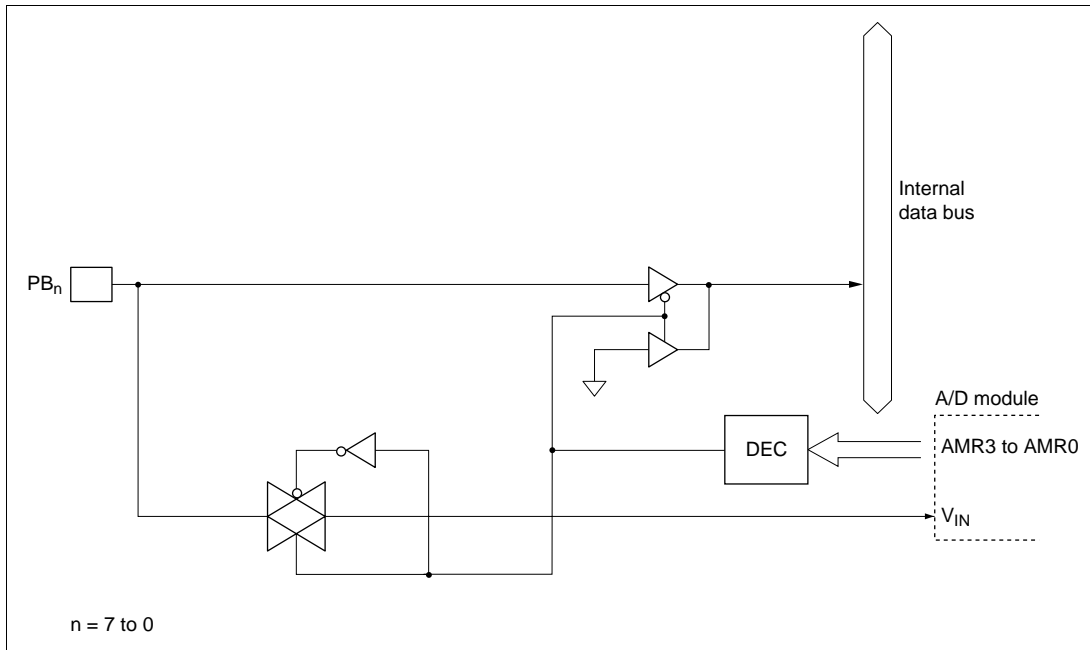 Internal
data bus
PBn
A/D module
DEC
AMR3 to AMR0
VIN
n = 7 to 0